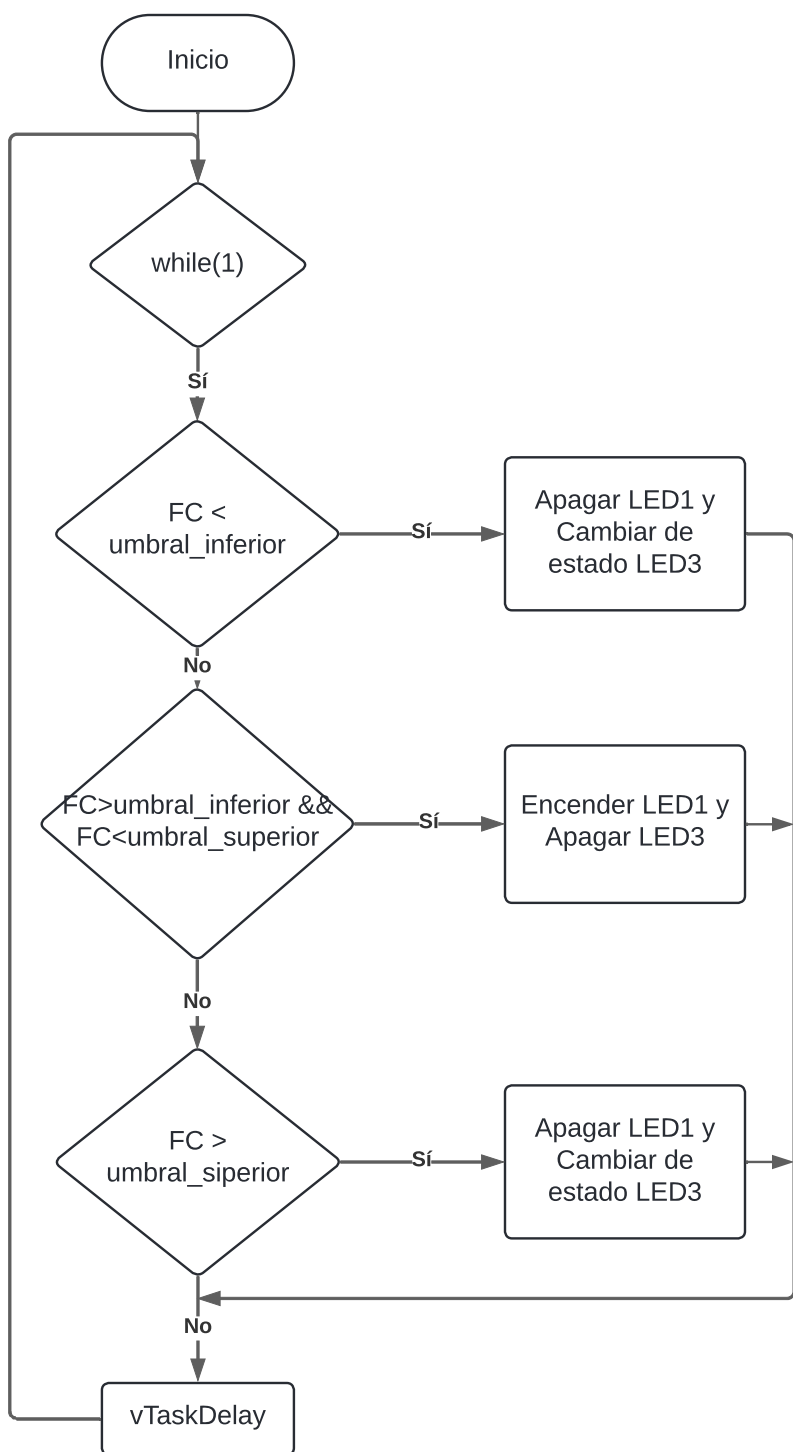 Inicio
while(1)
Sí
FC <
umbral_inferior
Sí
Apagar LED1 y
Cambiar de
estado LED3
No
FC>umbral_inferior &&
FC<umbral_superior
Sí
Encender LED1 y
Apagar LED3
No
FC >
umbral_siperior
Sí
Apagar LED1 y
Cambiar de
estado LED3
No
vTaskDelay